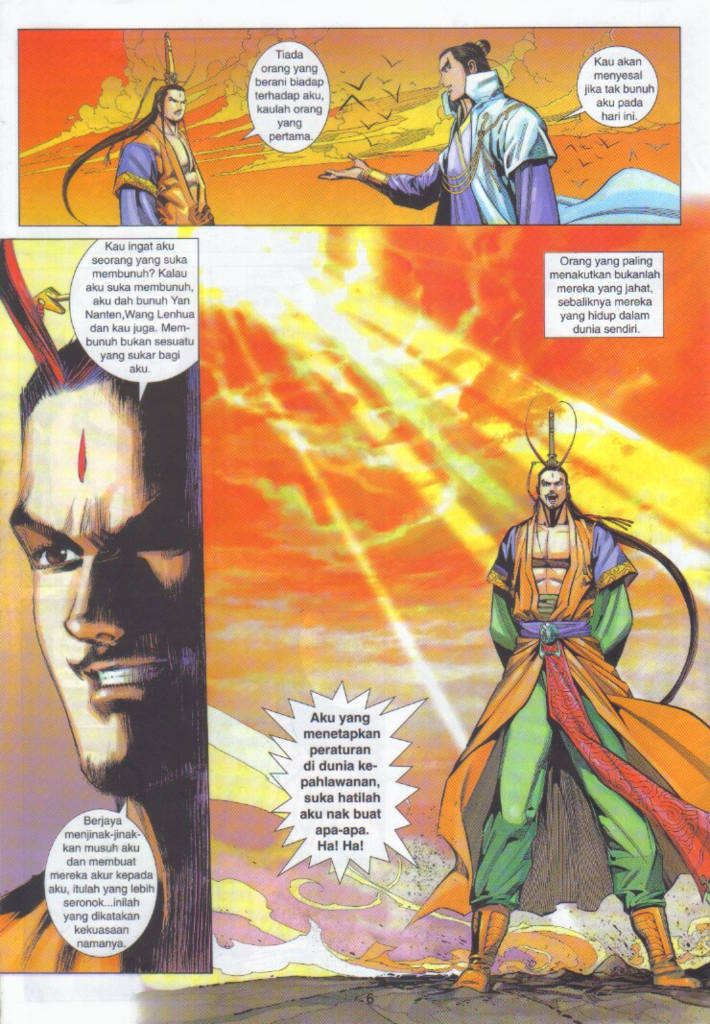 Tiada
orang yang
berani biadap
terhadap aku,
kaulah orang
yang
pertama.
Kau akan
menyesal
jika tak bunuh
aku pada
hari ini.
Kau ingat aku
seorang yang suka
membunuh? Kalau
aku suka membunuh,
aku dah bunuh Yan
Nanten,Wang Lenhua
dan kau juga. Mem-
bunuh bukan sesuatu
yang sukar bagi
aku.
Orang yang paling
menakutkan bukanlah
mereka yang jahat,
sebaliknya mereka
yang hidup dalam
dunia sendiri.
Aku yang
menetapkan
peraturan
di dunia ke-
pahlawanan,
suka hatilah
aku nak buat
apa-apa.
Ha! Ha!
Berjaya
menjinak-jinak-
kan musuh aku
dan membuat
mereka akur kepada
aku, itulah yang lebih
seronok...inilah
yang dikatakan
kekuasaan
namanya.
6